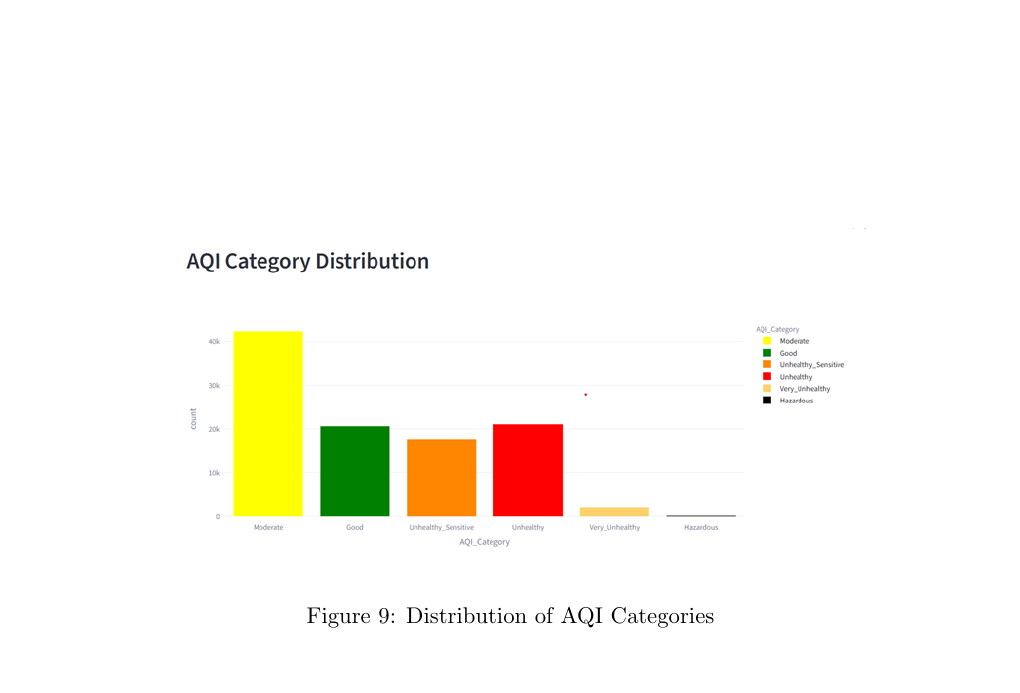 AQI Category Distribution
AQI_Category
Moderate
Good
Unhealthy_Sensitive
Unhealthy
Very_Unhealthy
Hazardous
40k
30k
20k
10k
0
count
Moderate Good Unhealthy_Sensitive Unhealthy Very_Unhealthy Hazardous
AQI_Category
Figure 9: Distribution of AQI Categories